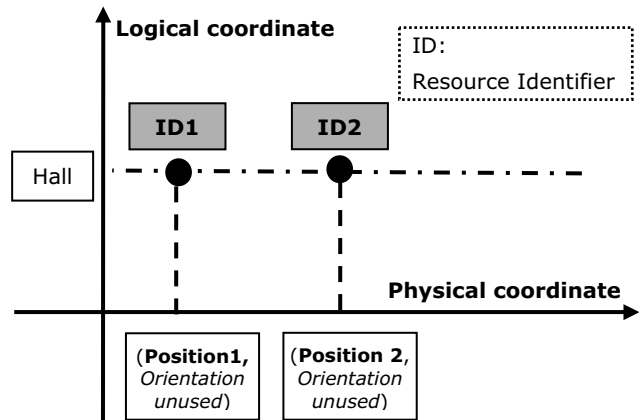 Logical coordinate
ID:
Resource Identifier
ID1
ID2
Hall
Physical coordinate
(Position1,
Orientation
unused)
(Position 2,
Orientation
unused)